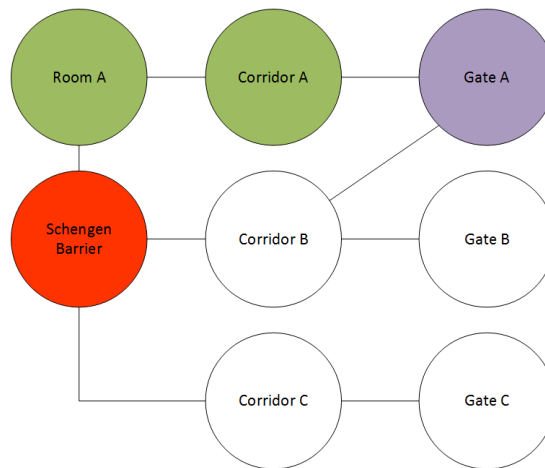 Room A
Corridor A
Gate A
Schengen
Barrier
Corridor B
Gate B
Corridor C
Gate C